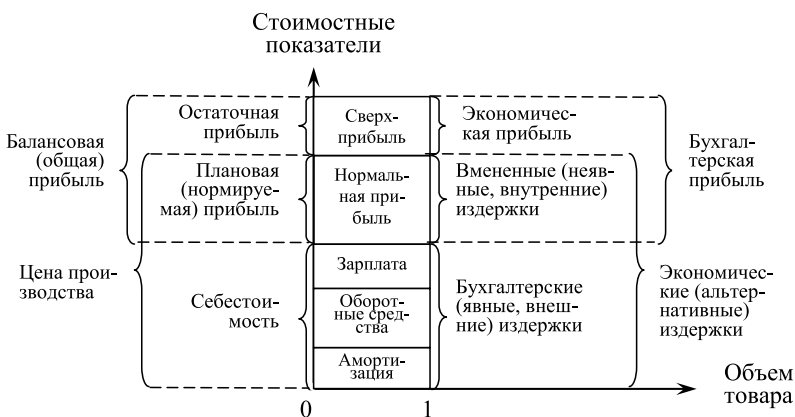 Стоимостные
показатели
Остаточная
прибыль
Сверх-
прибыль
Экономичес-
кая прибыль
Балансовая
(общая)
прибыль
Бухгал-
терская
прибыль
Плановая
(нормируе-
мая) прибыль
Нормаль-
ная при-
быль
Вмененные (неяв-
ные, внутренние)
издержки
Цена произ-
водства
Зарплата
Себестои-
мость
Оборот-
ные сред-
ства
Бухгалтерские
(явные, внеш-
ние) издержки
Экономичес-
кие (альтер-
нативные)
издержки
Аморти-
зация
Объем
товара
0
1